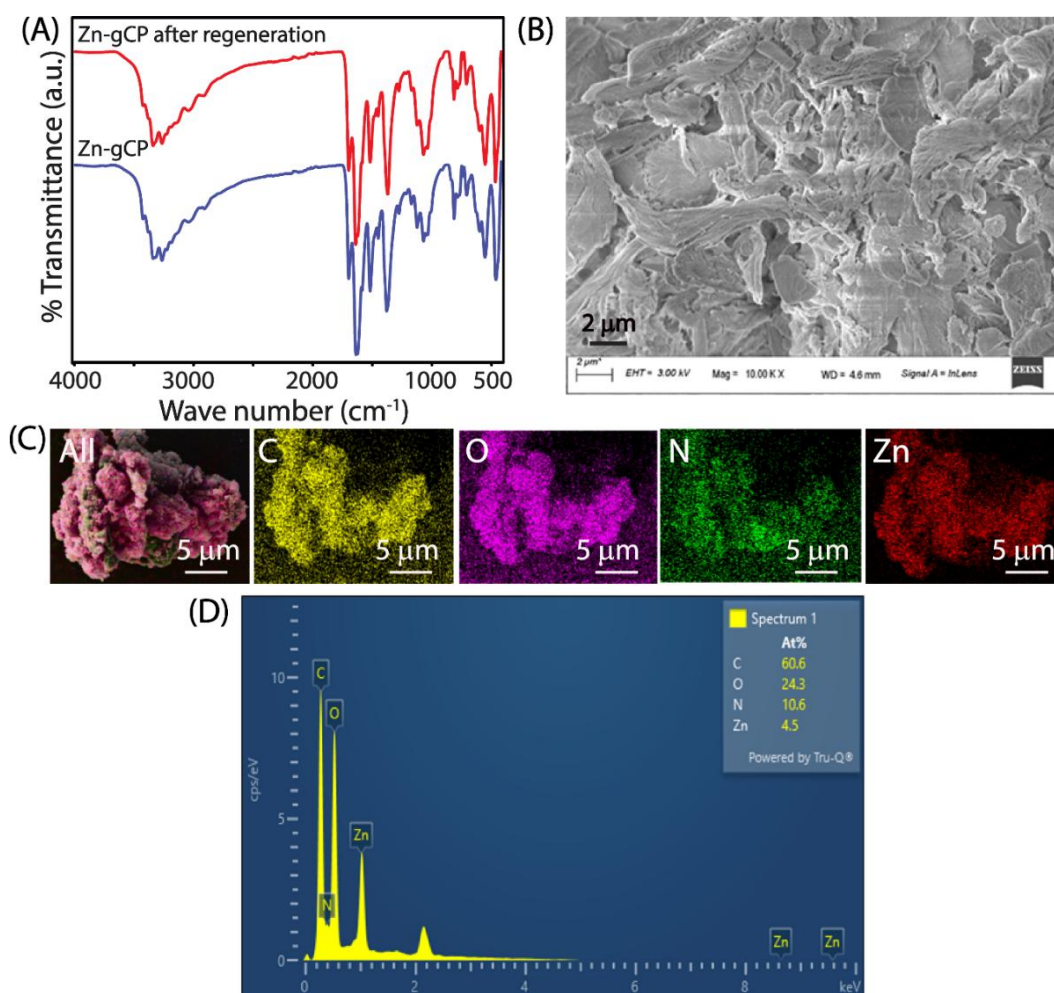 (A)
Zn-gCP after regeneration
Zn-gCP
% Transmittance (a.u.)
4000 3000 2000 1000 500
Wave number (cm⁻¹)
(B)
2 μm
2 μm* EHT = 3.00 kV Mag = 10.00 K X WD = 4.6 mm Signal A = InLens ZEISS
(C)
All C O N Zn
5 μm 5 μm 5 μm 5 μm 5 μm
(D)
Spectrum 1
At%
C 60.6
O 24.3
N 10.6
Zn 4.5
Powered by Tru-Q®
10
5
0
cps/eV
C
O
Zn
N
Zn Zn
0 2 4 6 8 keV